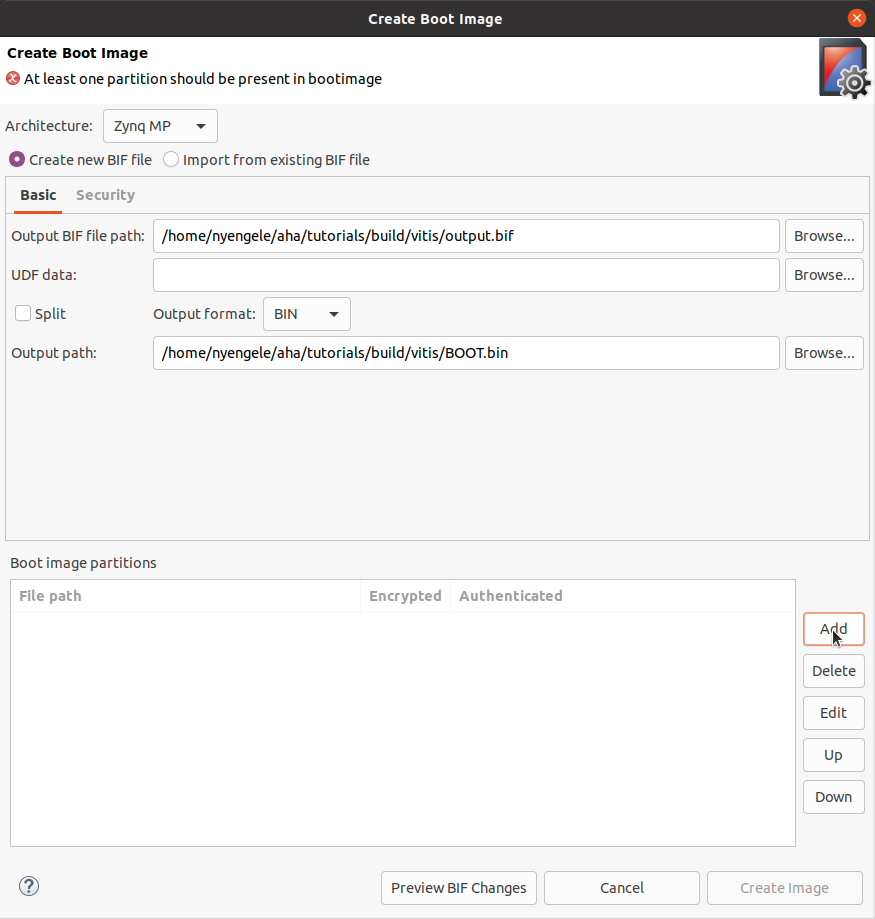 Create Boot Image
Create Boot Image
At least one partition should be present in bootimage
Architecture: Zynq MP
Create new BIF file Import from existing BIF file
Basic Security
Output BIF file path: /home/nyengele/aha/tutorials/build/vitis/output.bif Browse...
UDF data: Browse...
Split Output format: BIN
Output path: /home/nyengele/aha/tutorials/build/vitis/BOOT.bin Browse...
Boot image partitions
File path Encrypted Authenticated
Add
Delete
Edit
Up
Down
? Preview BIF Changes Cancel Create Image